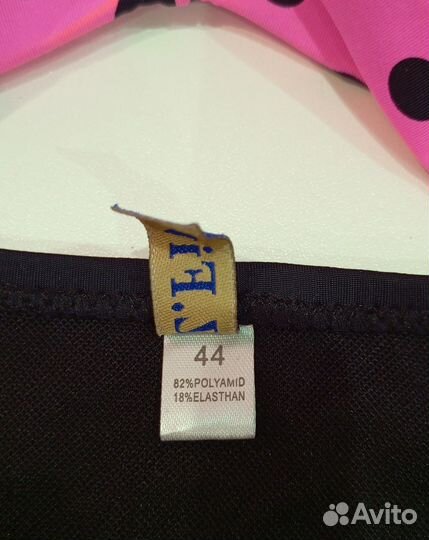 T'E!
44
82%POLYAMID
18%ELASTHAN
Avito